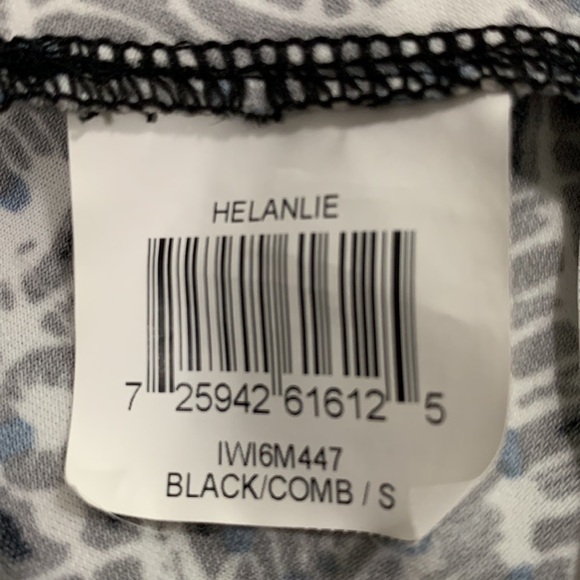 HELANLIE
7 25942 61612 5
IWI6M447
BLACK/COMB / S